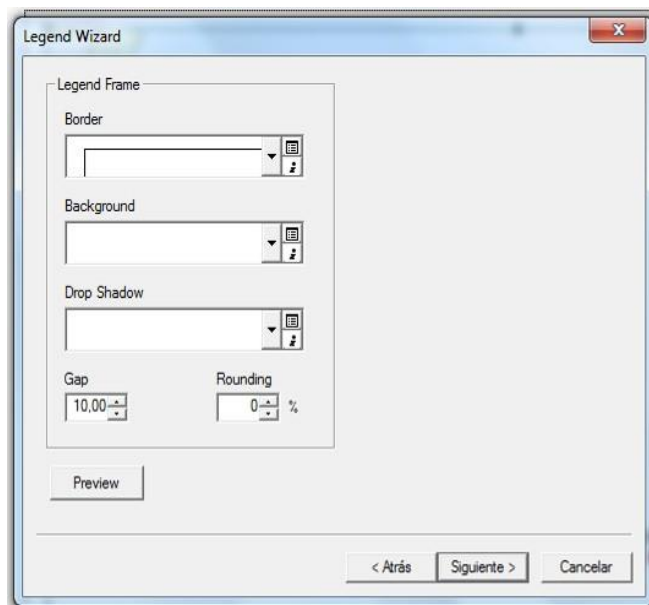 Legend Wizard
Legend Frame
Border
Background
Drop Shadow
Gap Rounding
10,00 0 %
Preview
< Atrás Siguiente > Cancelar